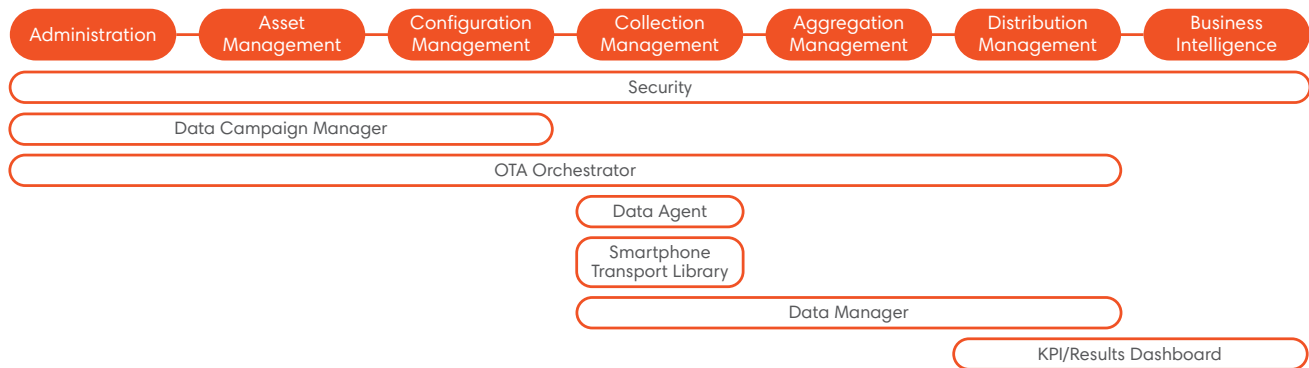 Administration
Asset
Management
Configuration
Management
Collection
Management
Aggregation
Management
Distribution
Management
Business
Intelligence
Security
Data Campaign Manager
OTA Orchestrator
Data Agent
Smartphone
Transport Library
Data Manager
KPI/Results Dashboard